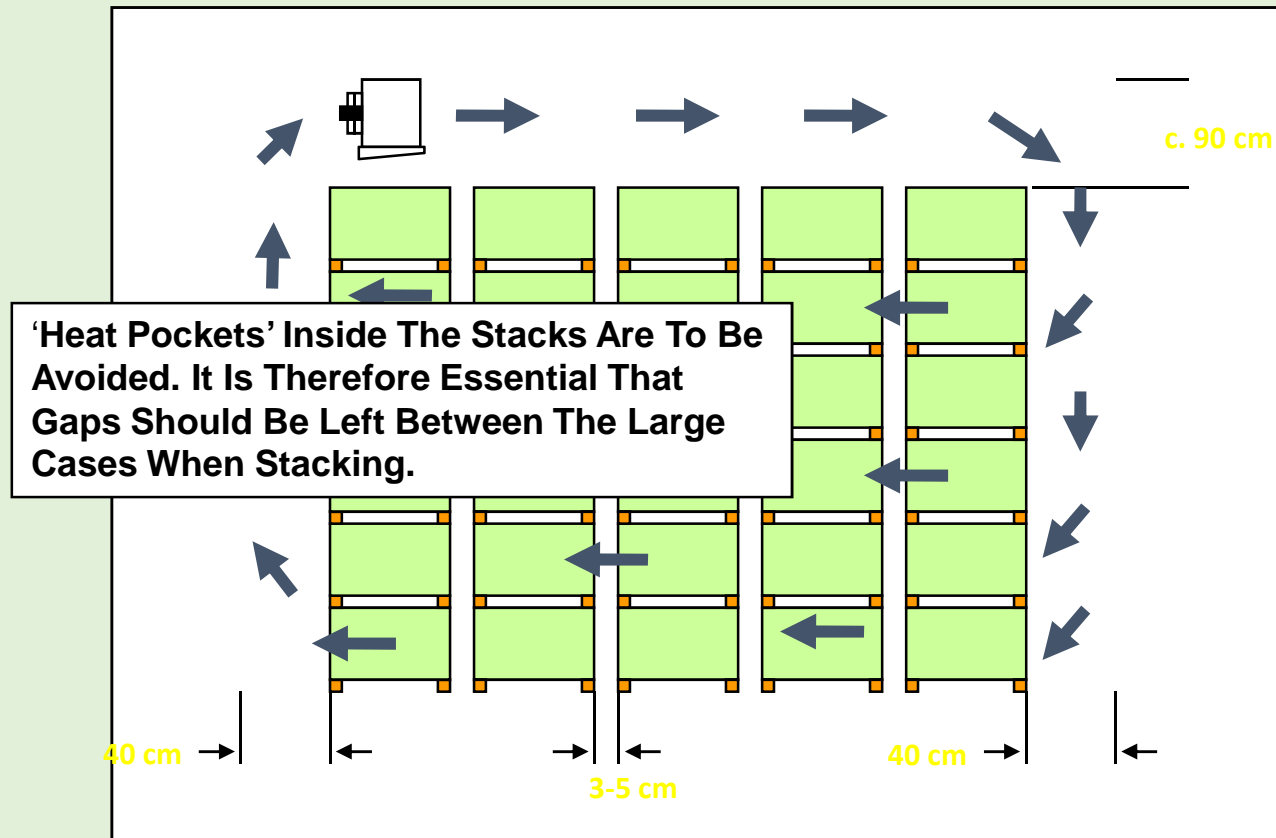 c. 90 cm
‘Heat Pockets’ Inside The Stacks Are To Be
Avoided. It Is Therefore Essential That
Gaps Should Be Left Between The Large
Cases When Stacking.
40 cm
40 cm
3-5 cm